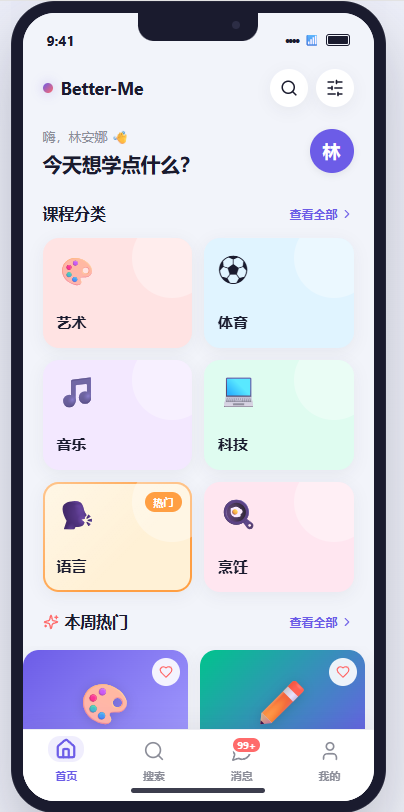 9:41
Better-Me
嗨，林安娜 👋
今天想学点什么？
林
课程分类
查看全部
艺术
体育
音乐
科技
热门
语言
烹饪
本周热门
查看全部
99+
首页
搜索
消息
我的